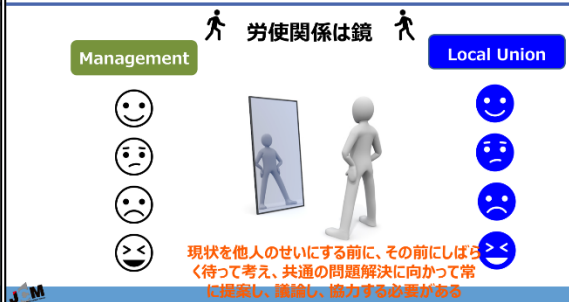 労使関係は鏡
Management
Local Union
現状を他人のせいにする前に、その前にしばら
く待って考え、共通の問題解決に向かって常
に提案し、議論し、協力する必要がある
JAM